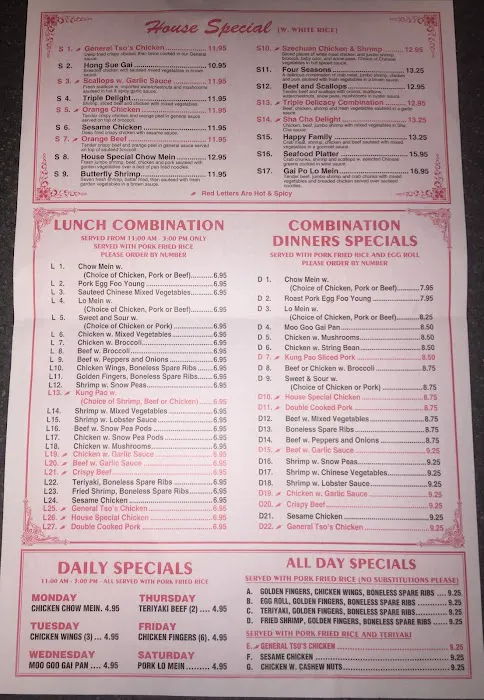 House Special (W. WHITE RICE)
S 1. General Tso's Chicken 11.95
S 2. Hong Sue Gai 10.95
S 3. Scallops w. Garlic Sauce 11.95
S 4. Triple Delight 11.95
S 5. Orange Chicken 11.95
S 6. Sesame Chicken 11.95
S 7. Orange Beef 11.95
S 8. House Special Chow Mein 12.95
S 9. Butterfly Shrimp 11.95
S10. Szechuan Chicken & Shrimp 12.95
S11. Four Seasons 13.25
S12. Beef and Scallops 12.95
S13. Triple Delicacy Combination 12.95
S14. Sha Cha Delight 13.25
S15. Happy Family 13.25
S16. Seafood Platter 15.95
S17. Gai Po Lo Mein 16.95
Red Letters Are Hot & Spicy
LUNCH COMBINATION
SERVED FROM 11:00 AM - 3:00 PM ONLY
SERVED WITH PORK FRIED RICE
PLEASE ORDER BY NUMBER
L 1. Chow Mein w.
(Choice of Chicken, Pork or Beef) 6.95
L 2. Pork Egg Foo Young 6.95
L 3. Sauteed Chinese Mixed Vegetables 6.95
L 4. Lo Mein w.
(Choice of Chicken, Pork or Beef) 6.95
L 5. Sweet and Sour w.
(Choice of Chicken or Pork) 6.95
L 6. Chicken w. Mixed Vegetables 6.95
L 7. Chicken w. Broccoli 6.95
L 8. Beef w. Broccoli 6.95
L 9. Beef w. Peppers and Onions 6.95
L10. Chicken Wings, Boneless Spare Ribs 6.95
L11. Golden Fingers, Boneless Spare Ribs 6.95
L12. Shrimp w. Snow Peas 6.95
L13. Kung Pao w.
(Choice of Shrimp, Beef or Chicken) 6.95
L14. Shrimp w. Mixed Vegetables 6.95
L15. Shrimp w. Lobster Sauce 6.95
L16. Beef w. Snow Pea Pods 6.95
L17. Chicken w. Snow Pea Pods 6.95
L18. Chicken w. Mushrooms 6.95
L19. Chicken w. Garlic Sauce 6.95
L20. Beef w. Garlic Sauce 6.95
L21. Crispy Beef 6.95
L22. Teriyaki, Boneless Spare Ribs 6.95
L23. Fried Shrimp, Boneless Spare Ribs 6.95
L24. Sesame Chicken 6.95
L25. General Tso's Chicken 6.95
L26. House Special Chicken 6.95
L27. Double Cooked Pork 6.95
COMBINATION
DINNERS SPECIALS
SERVED WITH PORK FRIED RICE AND EGG ROLL
PLEASE ORDER BY NUMBER
D 1. Chow Mein w.
(Choice of Chicken, Pork or Beef) 7.95
D 2. Roast Pork Egg Foo Young 7.95
D 3. Lo Mein w.
(Choice of Chicken, Pork or Beef) 8.25
D 4. Moo Goo Gai Pan 8.50
D 5. Chicken w. Mushrooms 8.50
D 6. Chicken w. String Bean 8.50
D 7. Kung Pao Sliced Pork 8.50
D 8. Beef or Chicken w. Broccoli 8.75
D 9. Sweet & Sour w.
(Choice of Chicken or Pork) 8.75
D10. House Special Chicken 8.75
D11. Double Cooked Pork 8.75
D12. Beef w. Mixed Vegetables 8.75
D13. Boneless Spare Ribs 8.75
D14. Beef w. Peppers and Onions 8.75
D15. Beef w. Garlic Sauce 9.25
D16. Shrimp w. Snow Peas 9.25
D17. Shrimp w. Chinese Vegetables 9.25
D18. Shrimp w. Lobster Sauce 9.25
D19. Chicken w. Garlic Sauce 9.25
D20. Crispy Beef 9.25
D21. Sesame Chicken 9.25
D22. General Tso's Chicken 9.25
DAILY SPECIALS
11:00 AM - 7:00 PM - ALL SERVED WITH PORK FRIED RICE
MONDAY
CHICKEN CHOW MEIN. 4.95
TUESDAY
CHICKEN WINGS (3) ... 4.95
WEDNESDAY
MOO GOO GAI PAN .... 4.95
THURSDAY
TERIYAKI BEEF (2) .... 4.95
FRIDAY
CHICKEN FINGERS (6). 4.95
SATURDAY
PORK LO MEIN ........ 4.95
ALL DAY SPECIALS
SERVED WITH PORK FRIED RICE (NO SUBSTITUTIONS PLEASE)
A. GOLDEN FINGERS, CHICKEN WINGS, BONELESS SPARE RIBS .... 9.25
B. EGG ROLL, GOLDEN FINGERS, BONELESS SPARE RIBS 9.25
C. TERIYAKI, GOLDEN FINGERS, BONELESS SPARE RIBS 9.25
D. FRIED SHRIMP, GOLDEN FINGERS, BONELESS SPARE RIBS 9.25
SERVED WITH PORK FRIED RICE AND TERIYAKI
E. GENERAL TSO'S CHICKEN 9.25
F. SESAME CHICKEN 9.25
G. CHICKEN W. CASHEW NUTS 9.25